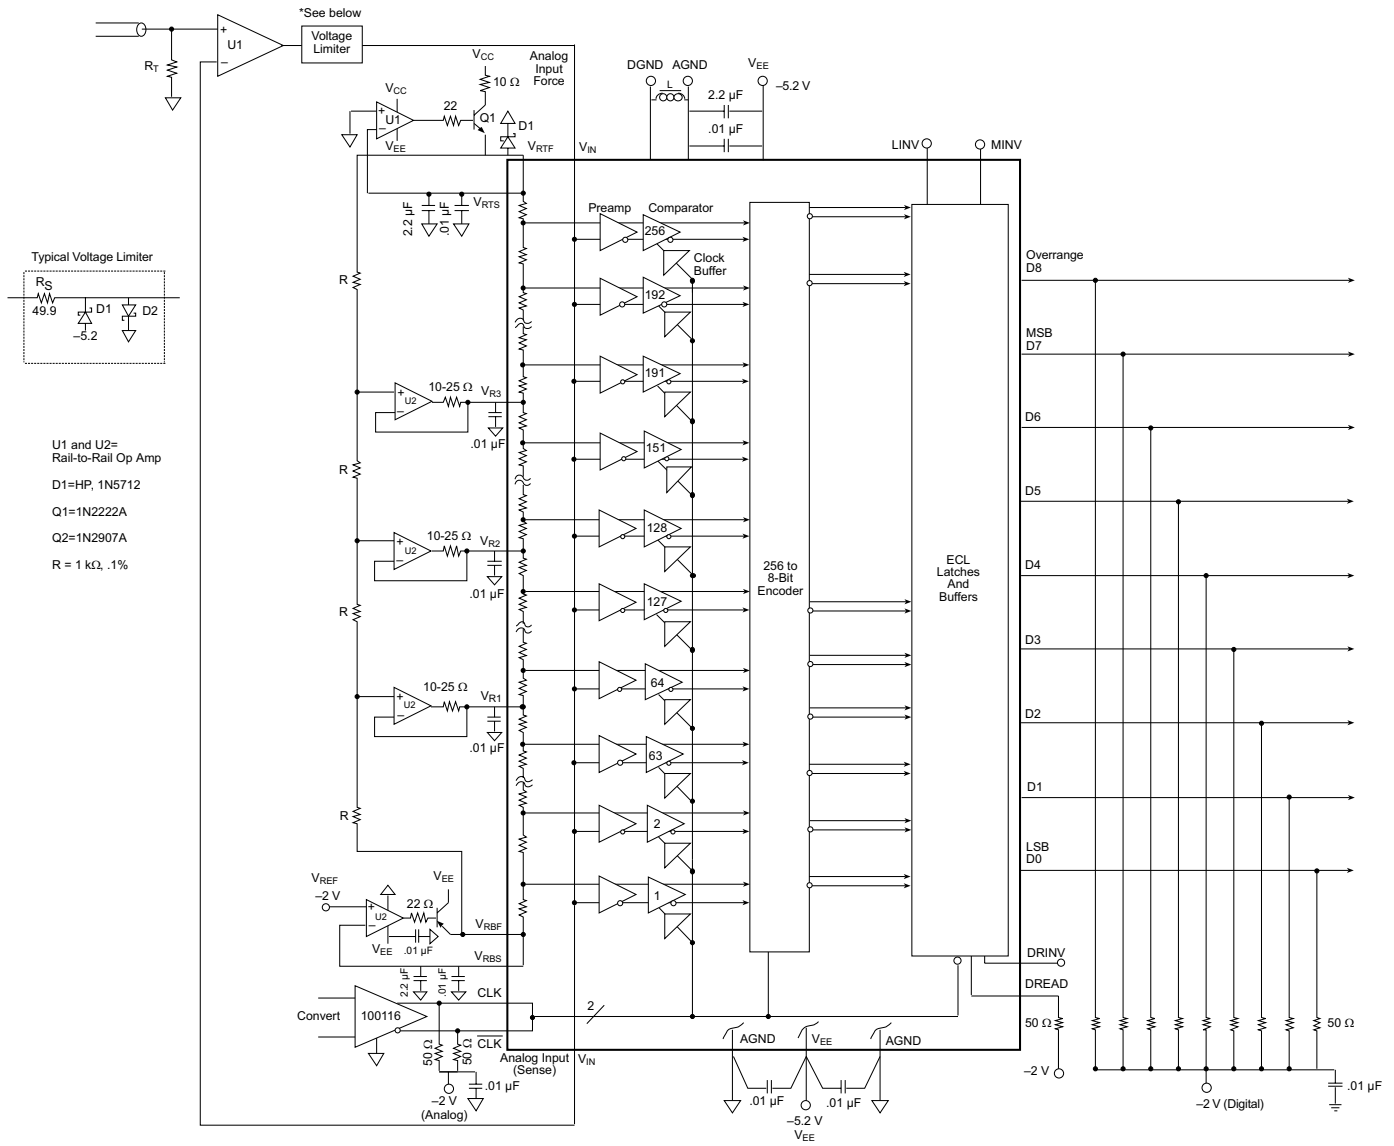 *See below
Voltage
Limiter
U1
+
–
R_T
Analog
Input
Force
V_CC
10 Ω
V_CC
22
Q1
D1
U1
+
–
V_EE
V_RTF
V_IN
2.2 µF
.01 µF
V_RTS
DGND
AGND
V_EE
L
–5.2 V
2.2 µF
.01 µF
LINV
MINV
Preamp
Comparator
256
Clock
Buffer
192
191
151
128
127
64
63
2
1
256 to
8-Bit
Encoder
ECL
Latches
And
Buffers
Overrange
D8
MSB
D7
D6
D5
D4
D3
D2
D1
LSB
D0
Typical Voltage Limiter
R_S
49.9
D1
D2
–5.2
U1 and U2=
Rail-to-Rail Op Amp
D1=HP, 1N5712
Q1=1N2222A
Q2=1N2907A
R = 1 kΩ, .1%
R
10-25 Ω
V_R3
+
–
U2
.01 µF
R
10-25 Ω
V_R2
+
–
U2
.01 µF
R
10-25 Ω
V_R1
+
–
U2
.01 µF
R
V_REF
–2 V
V_EE
22 Ω
+
–
U2
V_EE
.01 µF
V_RBF
V_RBS
2.2 µF
.01 µF
CLK
Convert
100116
CLK
2
50 Ω
50 Ω
Analog Input
(Sense)
V_IN
.01 µF
–2 V
(Analog)
AGND
V_EE
AGND
.01 µF
.01 µF
–5.2 V
V_EE
DRINV
DREAD
50 Ω
–2 V
50 Ω
–2 V (Digital)
.01 µF